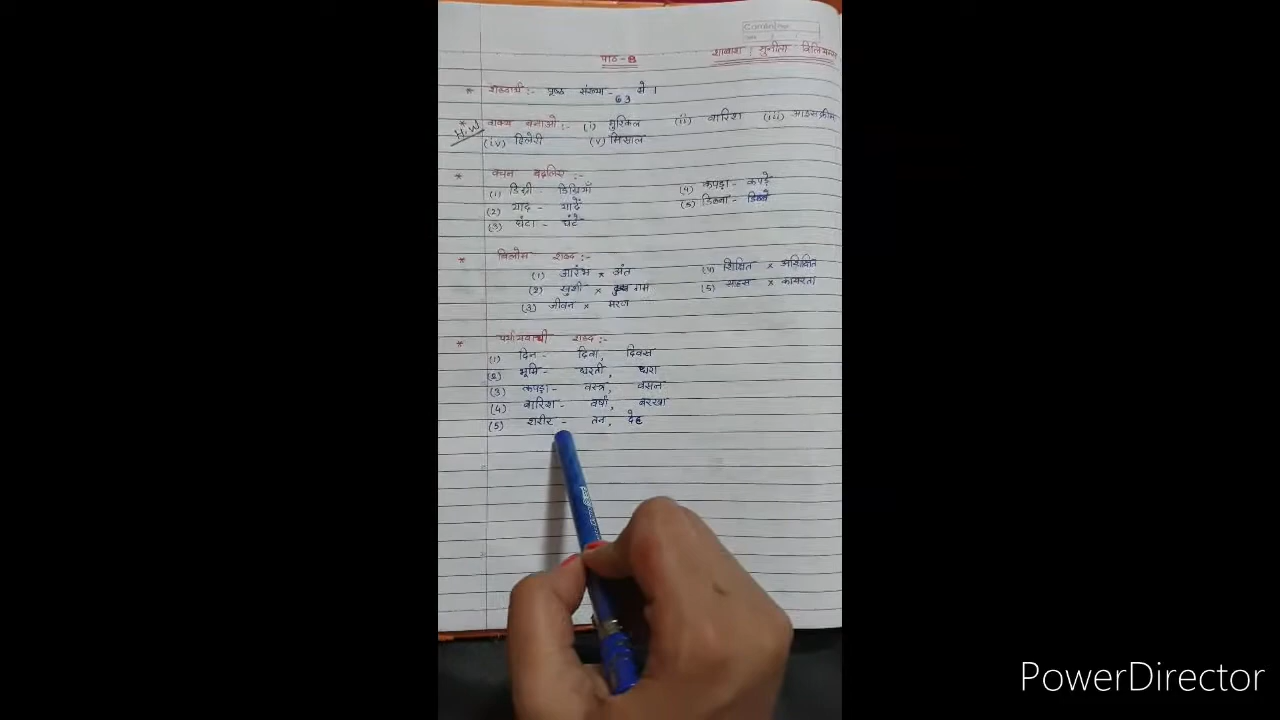 पाठ-8 शाबाश! सुनीता विलियम्स
* शब्दार्थ :- पृष्ठ संख्या - 63 में।
H.W * वाक्य बनाओ :- (i) मुश्किल (ii) बारिश (iii) आइसक्रीम
(iv) दिलेरी (v) मिसाल
* वचन बदलिए :-
(1) डिग्री - डिग्रियाँ (4) कपड़ा - कपड़े
(2) याद - यादें (5) डिब्बा - डिब्बे
(3) घंटा - घंटे
* विलोम शब्द :-
(1) आरंभ × अंत (4) शिक्षित × अशिक्षित
(2) खुशी × गम (5) साहस × कायरता
(3) जीवन × मरण
* पर्यायवाची शब्द :-
(1) दिन - दिवा, दिवस
(2) भूमि - धरती, धरा
(3) कपड़ा - वस्त्र, वसन
(4) बारिश - वर्षा, बरखा
(5) शरीर - तन, देह
PowerDirector